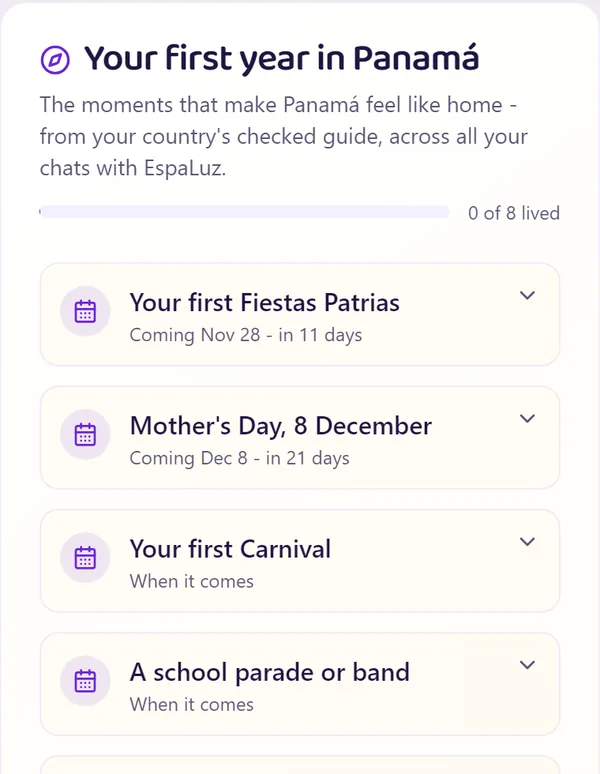 Your first year in Panamá
The moments that make Panamá feel like home -
from your country's checked guide, across all your
chats with EspaLuz.
0 of 8 lived
Your first Fiestas Patrias
Coming Nov 28 - in 11 days
Mother's Day, 8 December
Coming Dec 8 - in 21 days
Your first Carnival
When it comes
A school parade or band
When it comes